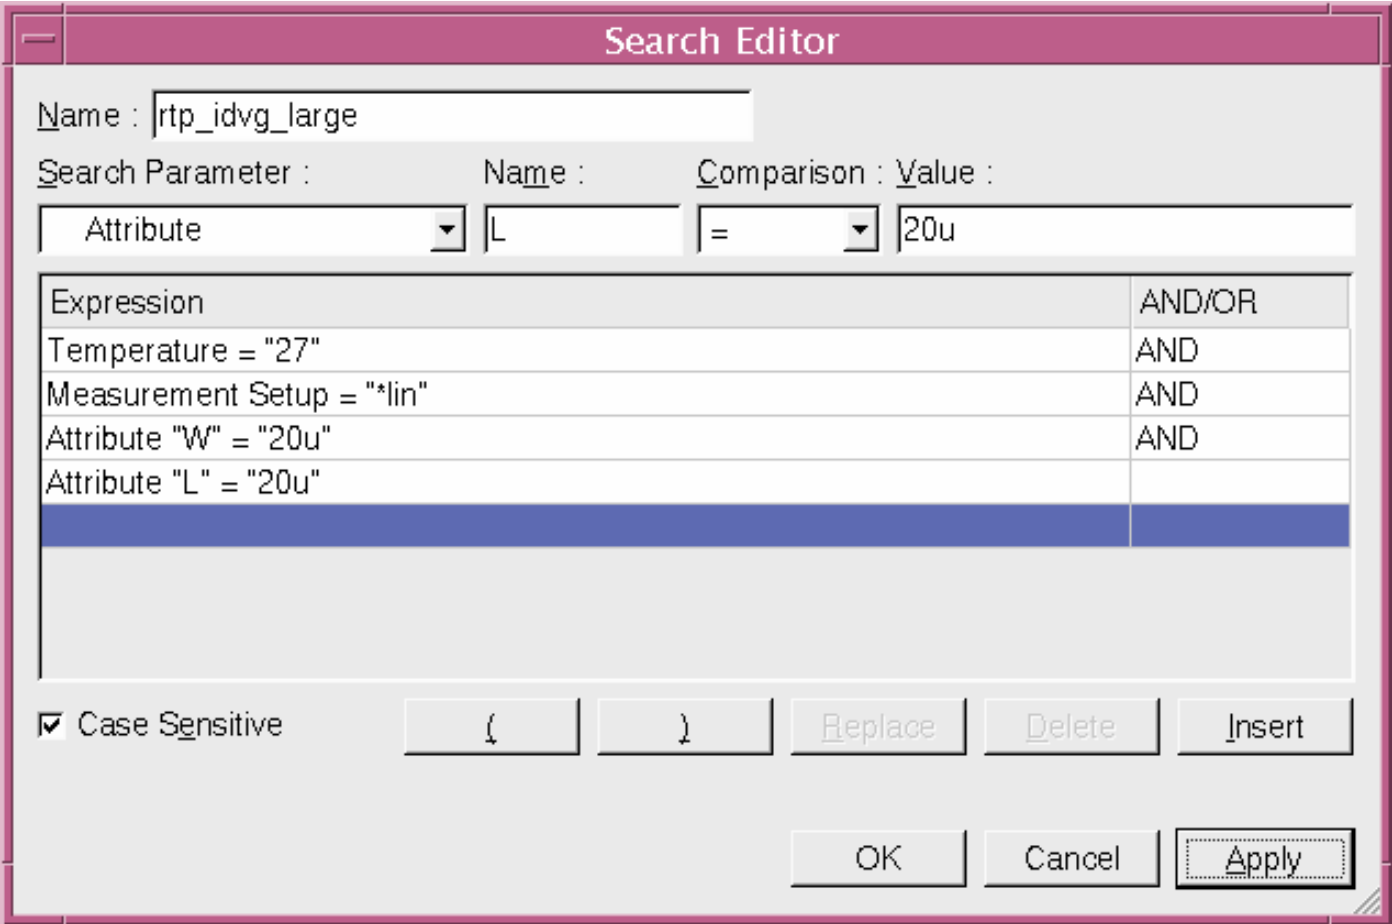 Search Editor
Name : rtp_idvg_large
Search Parameter : Name : Comparison : Value :
Attribute L = 20u
Expression AND/OR
Temperature = "27" AND
Measurement Setup = "*lin" AND
Attribute "W" = "20u" AND
Attribute "L" = "20u"
Case Sensitive ( ) Replace Delete Insert
OK Cancel Apply